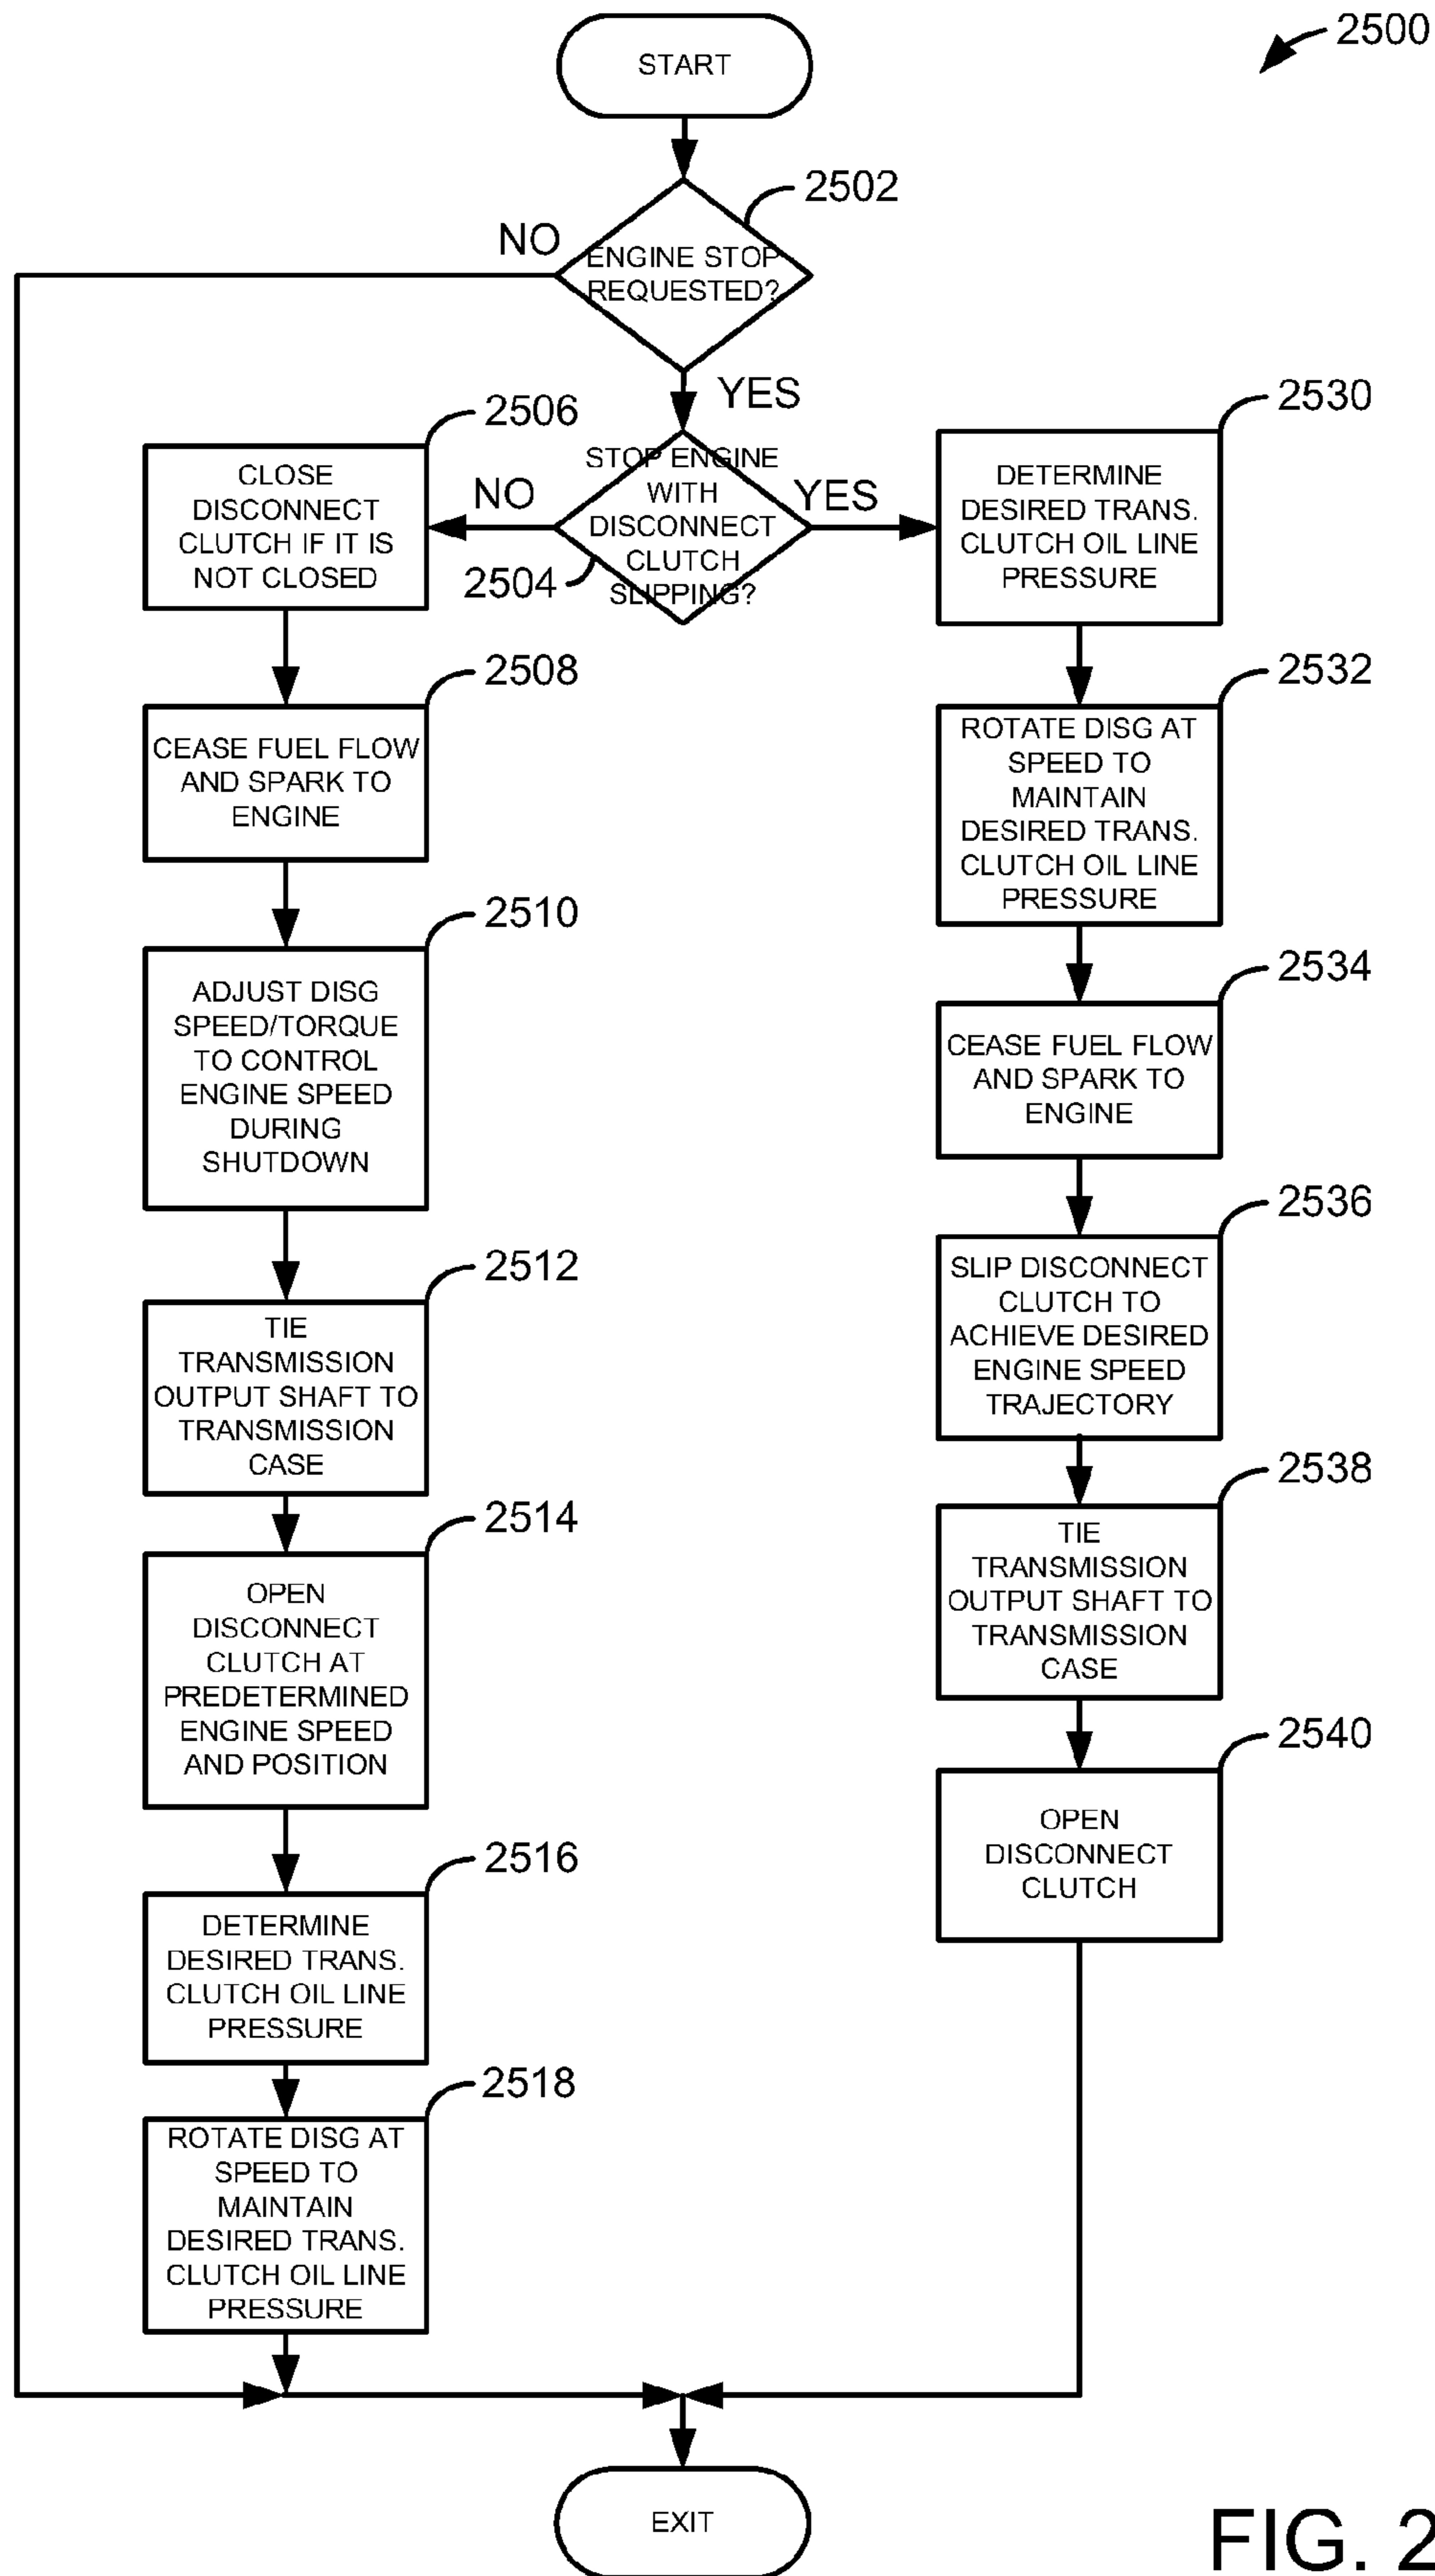 2500
START
2502
NO
ENGINE STOP
REQUESTED?
YES
2504
STOP ENGINE
WITH
DISCONNECT
CLUTCH
SLIPPING?
NO
YES
2506
CLOSE
DISCONNECT
CLUTCH IF IT IS
NOT CLOSED
2508
CEASE FUEL FLOW
AND SPARK TO
ENGINE
2510
ADJUST DISG
SPEED/TORQUE
TO CONTROL
ENGINE SPEED
DURING
SHUTDOWN
2512
TIE
TRANSMISSION
OUTPUT SHAFT TO
TRANSMISSION
CASE
2514
OPEN
DISCONNECT
CLUTCH AT
PREDETERMINED
ENGINE SPEED
AND POSITION
2516
DETERMINE
DESIRED TRANS.
CLUTCH OIL LINE
PRESSURE
2518
ROTATE DISG AT
SPEED TO
MAINTAIN
DESIRED TRANS.
CLUTCH OIL LINE
PRESSURE
2530
DETERMINE
DESIRED TRANS.
CLUTCH OIL LINE
PRESSURE
2532
ROTATE DISG AT
SPEED TO
MAINTAIN
DESIRED TRANS.
CLUTCH OIL LINE
PRESSURE
2534
CEASE FUEL FLOW
AND SPARK TO
ENGINE
2536
SLIP DISCONNECT
CLUTCH TO
ACHIEVE DESIRED
ENGINE SPEED
TRAJECTORY
2538
TIE
TRANSMISSION
OUTPUT SHAFT TO
TRANSMISSION
CASE
2540
OPEN
DISCONNECT
CLUTCH
EXIT
FIG. 2